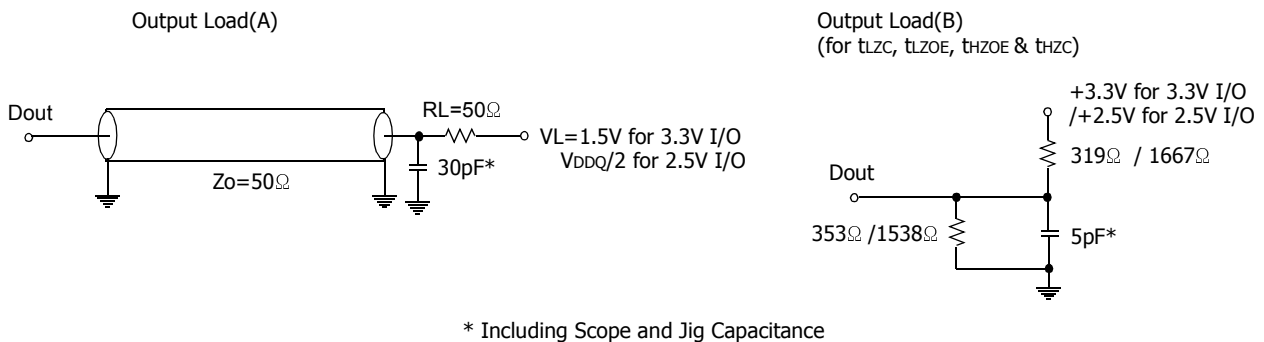 Output Load(A)
Dout
Zo=50Ω
RL=50Ω
30pF*
VL=1.5V for 3.3V I/O
VDDQ/2 for 2.5V I/O
Output Load(B)
(for tLZC, tLZOE, tHZOE & tHZC)
+3.3V for 3.3V I/O
/+2.5V for 2.5V I/O
319Ω / 1667Ω
Dout
353Ω /1538Ω
5pF*
* Including Scope and Jig Capacitance